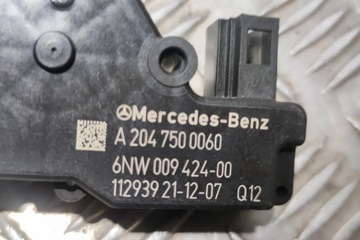 Mercedes-Benz
A 204 750 0060
6NW 009 424-00
112939 21-12-07 Q12